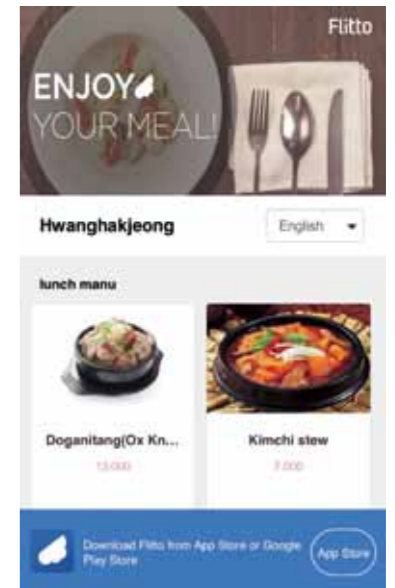 Flitto
ENJOY
YOUR MEAL!
Hwanghakjeong
English
lunch manu
Doganitang(Ox Kn...
Kimchi stew
13,000
7,000
Download Flitto from App Store or Google
Play Store
App Store